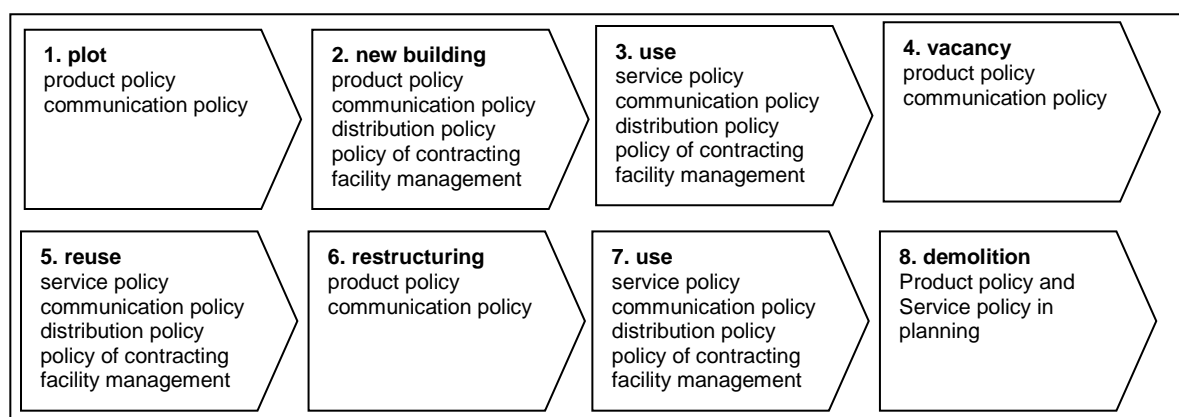 1. plot
product policy
communication policy
2. new building
product policy
communication policy
distribution policy
policy of contracting
facility management
3. use
service policy
communication policy
distribution policy
policy of contracting
facility management
4. vacancy
product policy
communication policy
5. reuse
service policy
communication policy
distribution policy
policy of contracting
facility management
6. restructuring
product policy
communication policy
7. use
service policy
communication policy
distribution policy
policy of contracting
facility management
8. demolition
Product policy and
Service policy in
planning